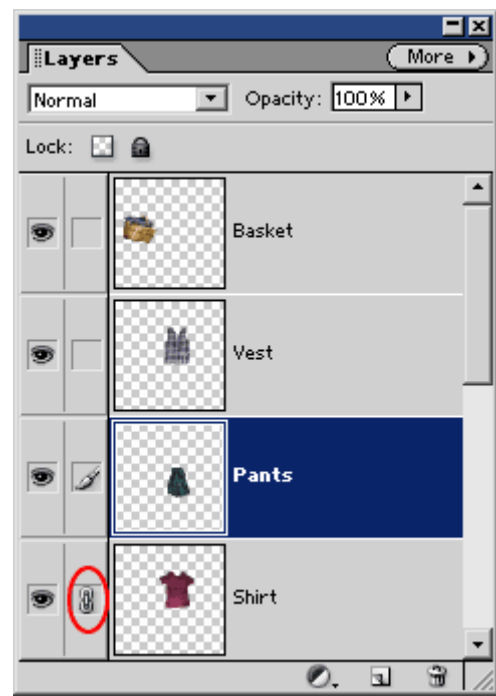 Layers More
Normal Opacity: 100%
Lock:
Basket
Vest
Pants
Shirt